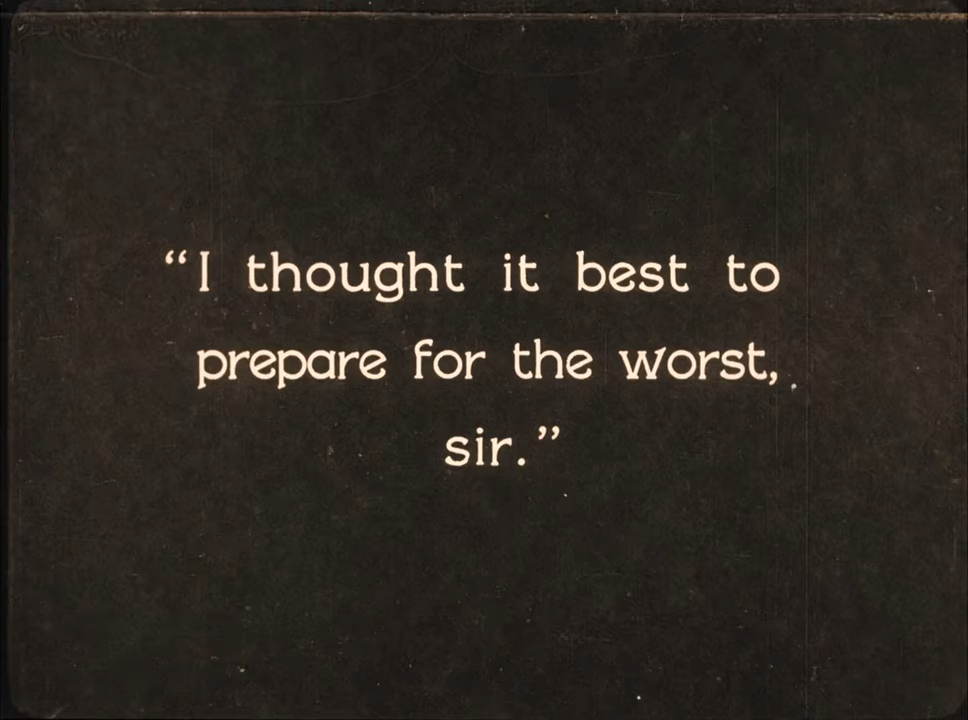 “I thought it best to
prepare for the worst,
sir.”